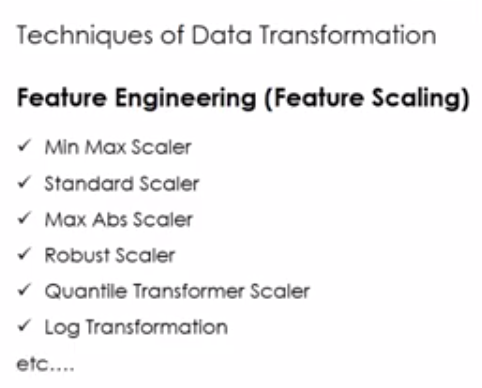 Techniques of Data Transformation
Feature Engineering (Feature Scaling)
✓ Min Max Scaler
✓ Standard Scaler
✓ Max Abs Scaler
✓ Robust Scaler
✓ Quantile Transformer Scaler
✓ Log Transformation
etc....